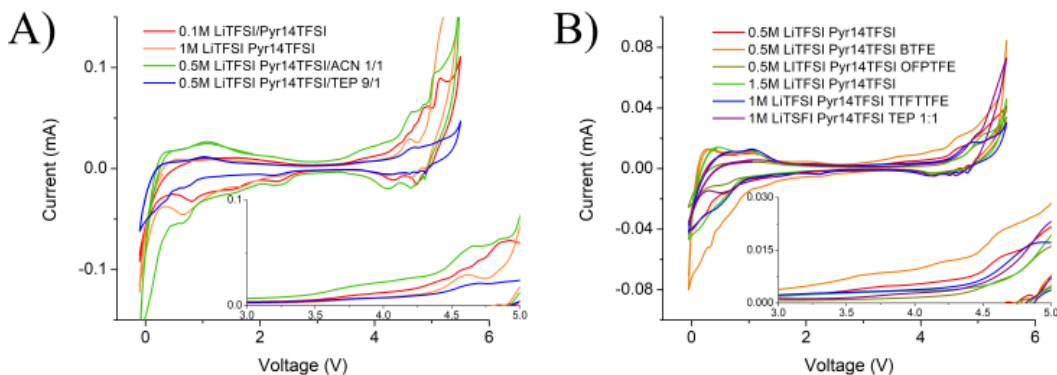 A)
0.1M LiTFSI/Pyr14TFSI
1M LiTFSI Pyr14TFSI
0.5M LiTFSI Pyr14TFSI/ACN 1/1
0.5M LiTFSI Pyr14TFSI/TEP 9/1
Current (mA)
0.1
0.0
-0.1
0.1
0.0
3.0 3.5 4.0 4.5 5.0
0 2 4 6
Voltage (V)
B)
0.5M LiTFSI Pyr14TFSI
0.5M LiTFSI Pyr14TFSI BTFE
0.5M LITFSI Pyr14TFSI OFPTFE
1.5M LiTFSI Pyr14TFSI
1M LiTFSI Pyr14TFSI TTFTTFE
1M LiTSFI Pyr14TFSI TEP 1:1
Current (mA)
0.08
0.04
0.00
-0.04
-0.08
0.030
0.015
0.000
3.0 3.5 4.0 4.5 5.0
0 2 4 6
Voltage (V)